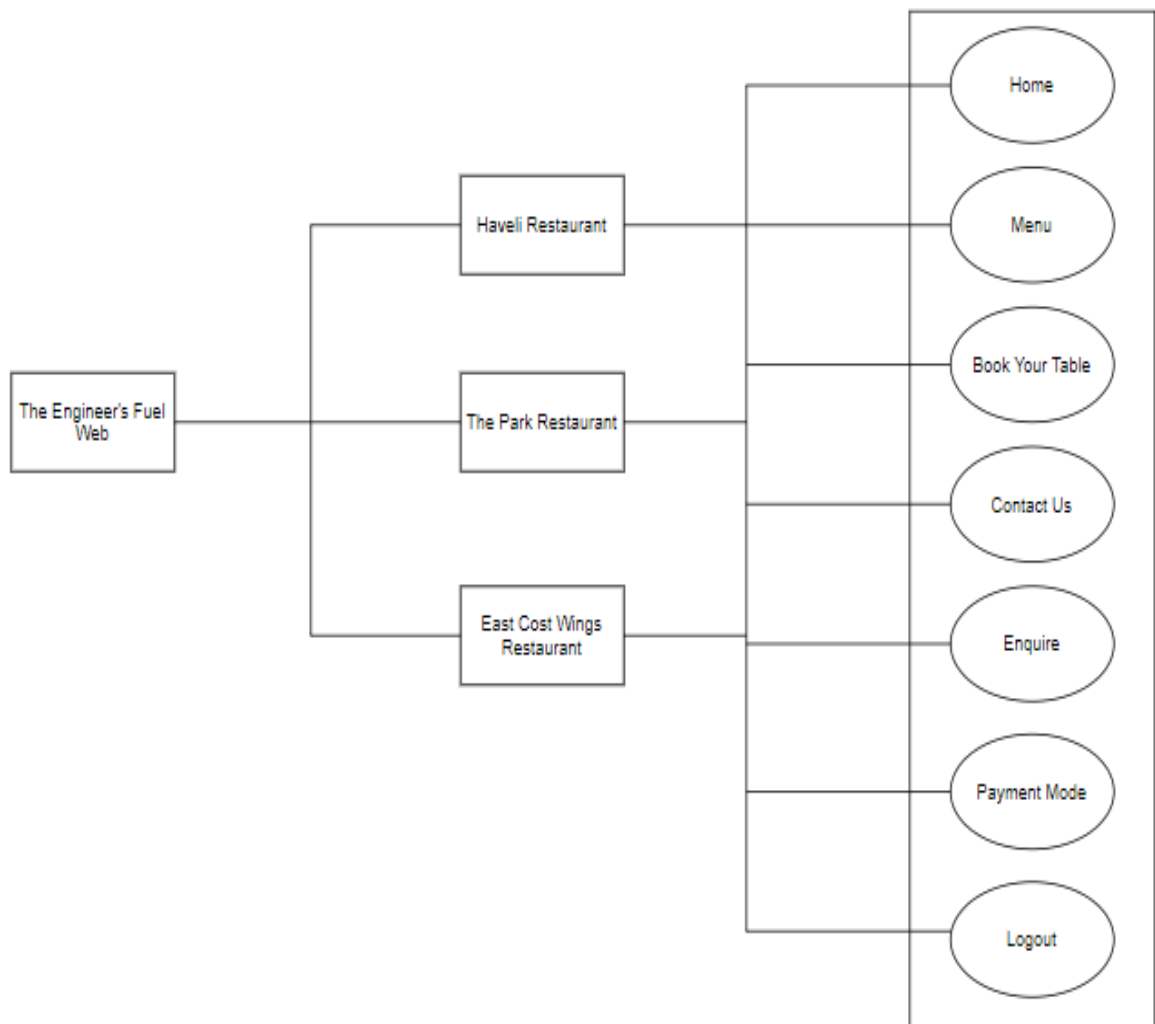 The Engineer's Fuel
Web
Haveli Restaurant
The Park Restaurant
East Cost Wings
Restaurant
Home
Menu
Book Your Table
Contact Us
Enquire
Payment Mode
Logout